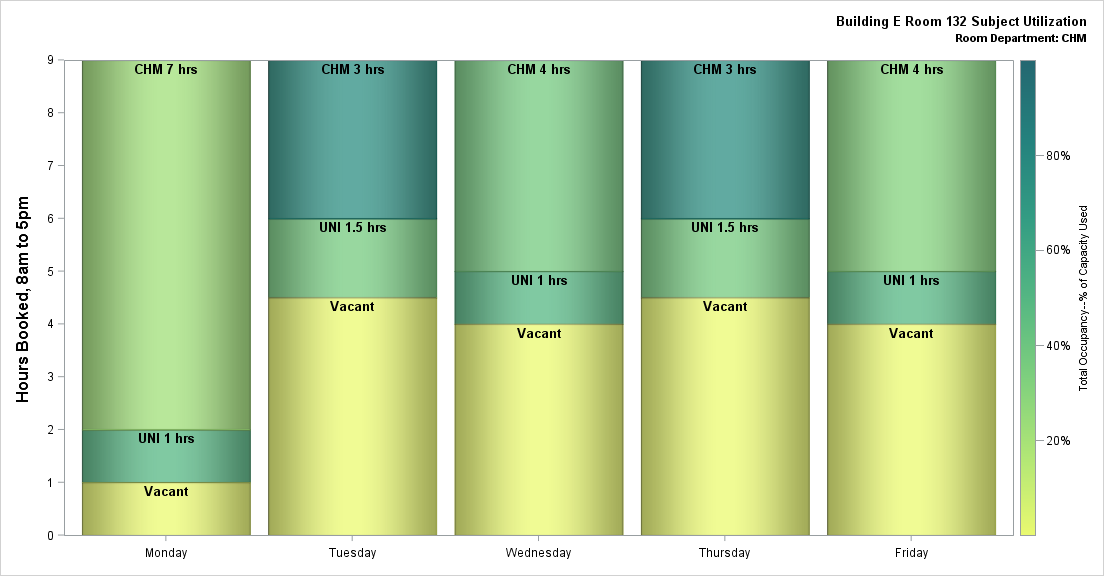 Building E Room 132 Subject Utilization
Room Department: CHM
Hours Booked, 8am to 5pm
9
8
7
6
5
4
3
2
1
0
CHM 7 hrs
UNI 1 hrs
Vacant
CHM 3 hrs
UNI 1.5 hrs
Vacant
CHM 4 hrs
UNI 1 hrs
Vacant
CHM 3 hrs
UNI 1.5 hrs
Vacant
CHM 4 hrs
UNI 1 hrs
Vacant
Monday
Tuesday
Wednesday
Thursday
Friday
80%
60%
40%
20%
Total Occupancy--% of Capacity Used